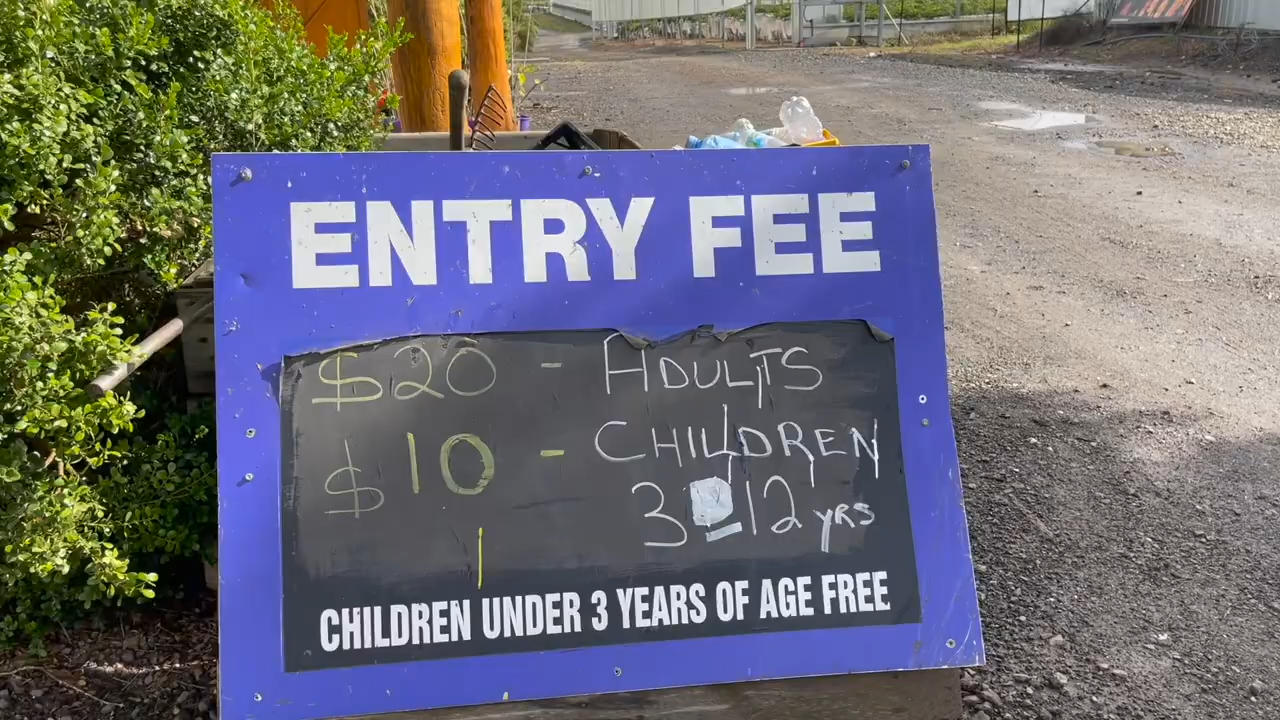 ENTRY FEE
$20 - ADULTS
$10 - CHILDREN
3 - 12 YRS
CHILDREN UNDER 3 YEARS OF AGE FREE